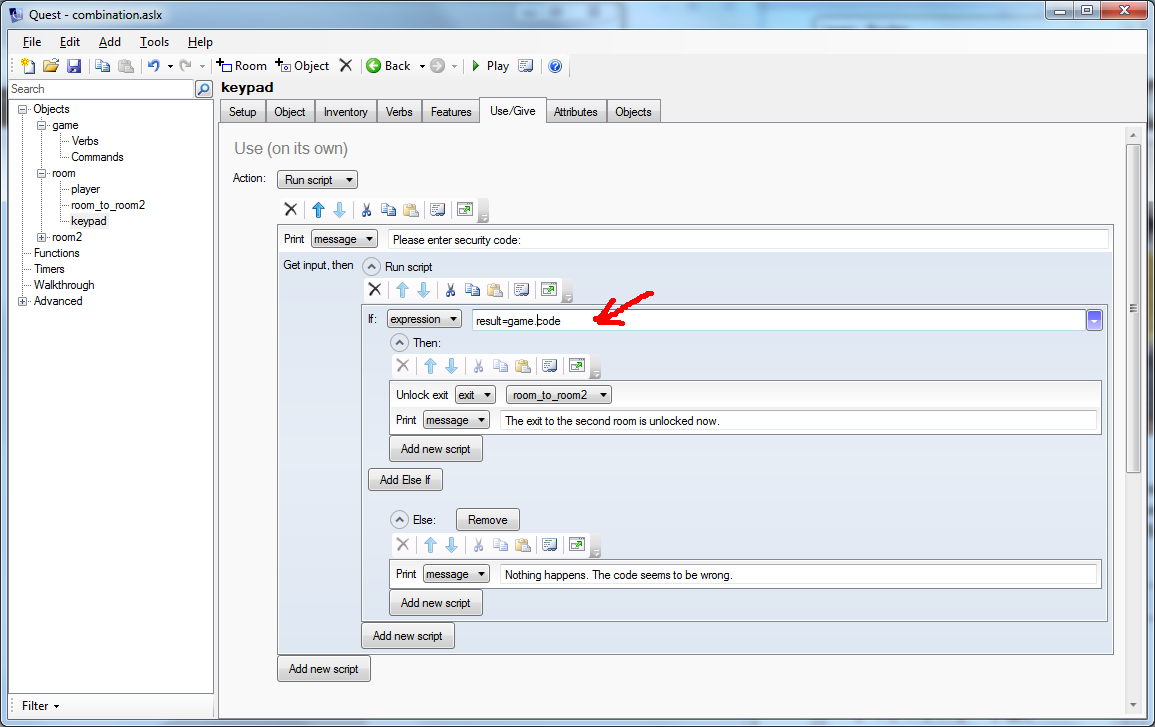 Quest - combination.aslx
File Edit Add Tools Help
Room Object Back Play
Search
keypad
Setup Object Inventory Verbs Features Use/Give Attributes Objects
Objects
game
Verbs
Commands
room
player
room_to_room2
keypad
room2
Functions
Timers
Walkthrough
Advanced
Filter
Use (on its own)
Action: Run script
Print message Please enter security code:
Get input, then Run script
If: expression result=game.code
Then:
Unlock exit exit room_to_room2
Print message The exit to the second room is unlocked now.
Add new script
Add Else If
Else: Remove
Print message Nothing happens. The code seems to be wrong.
Add new script
Add new script
Add new script